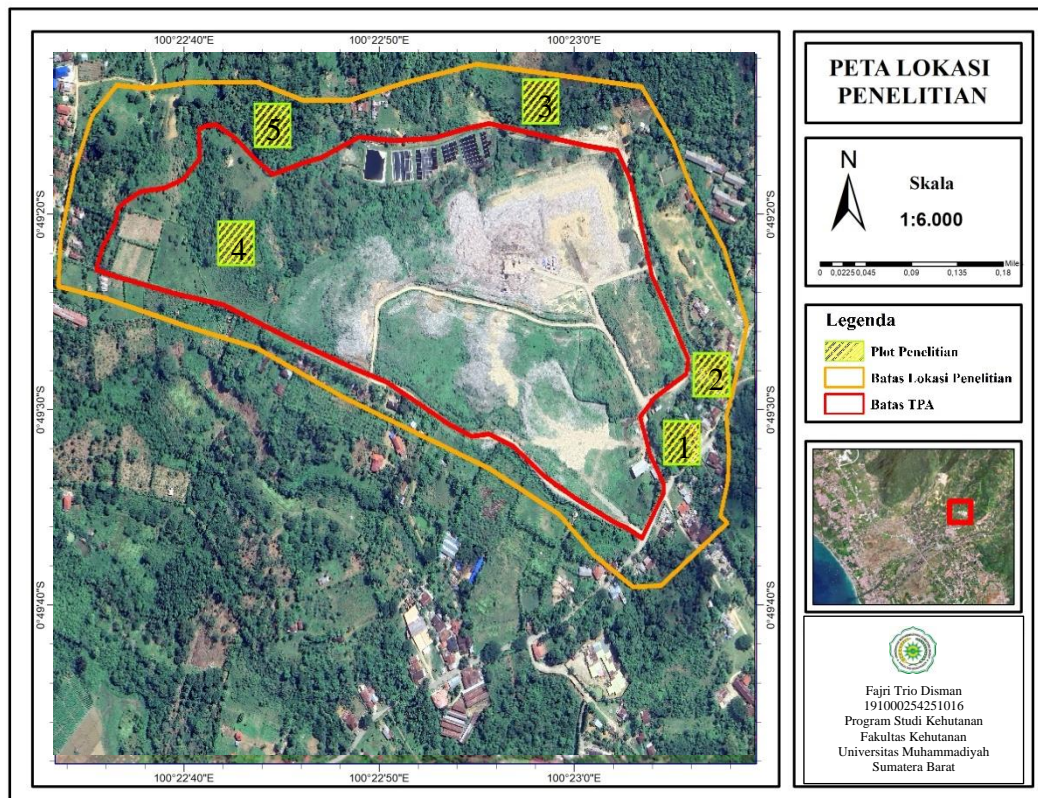 100°22'40"E 100°22'50"E 100°23'0"E
0°49'20"S
0°49'30"S
0°49'40"S
5
3
4
2
1
0°49'20"S
0°49'30"S
0°49'40"S
100°22'40"E 100°22'50"E 100°23'0"E
PETA LOKASI
PENELITIAN
N
Skala
1:6.000
0 0,0225 0,045 0,09 0,135 0,18 Mile
Legenda
Plot Penelitian
Batas Lokasi Penelitian
Batas TPA
Fajri Trio Disman
191000254251016
Program Studi Kehutanan
Fakultas Kehutanan
Universitas Muhammadiyah
Sumatera Barat